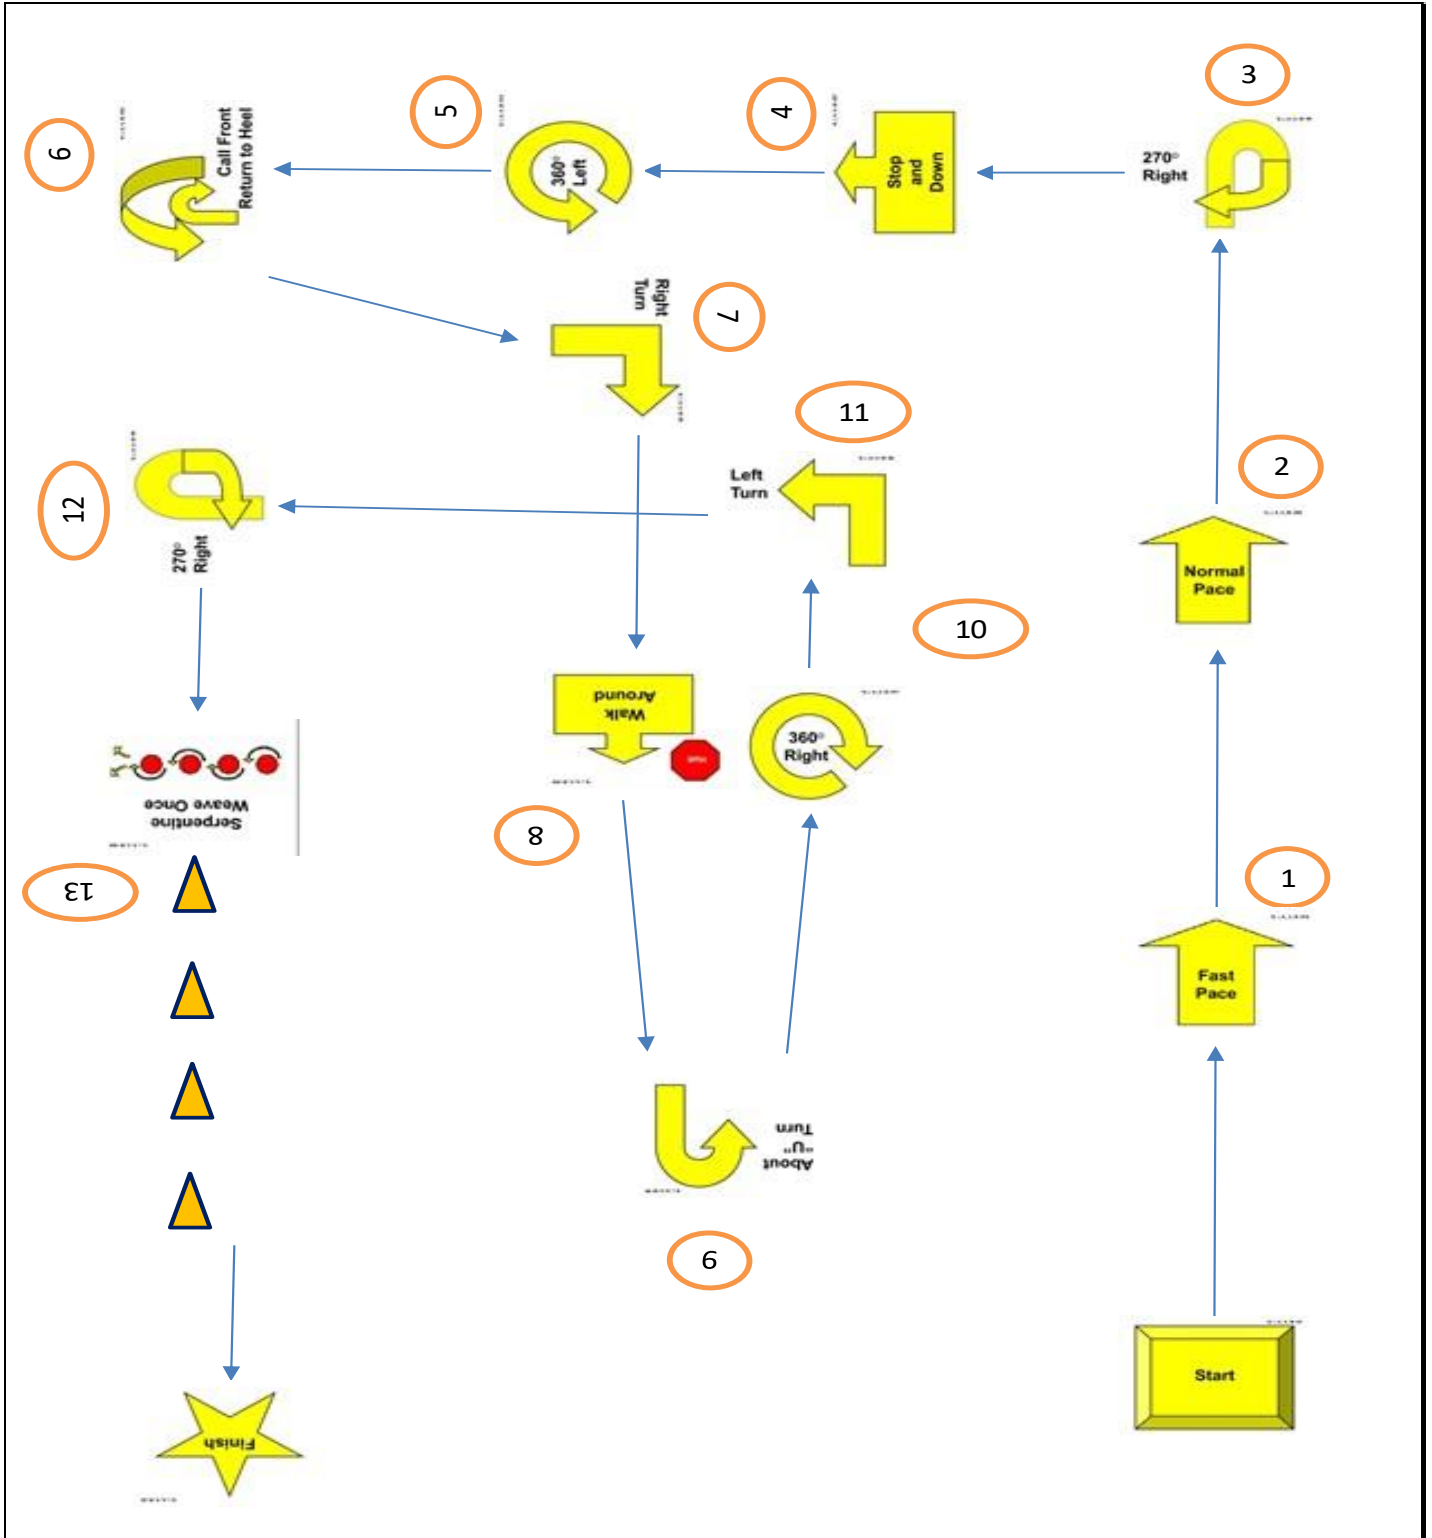 Start
1
Fast
Pace
2
Normal
Pace
3
270°
Right
4
Stop
and
Down
5
360°
Left
6
Call Front
Return to Heel
7
Right
Turn
8
Walk
Around
9
About
"U"
Turn
10
360°
Right
11
Left
Turn
12
270°
Right
13
Serpentine
Weave Once
Finish